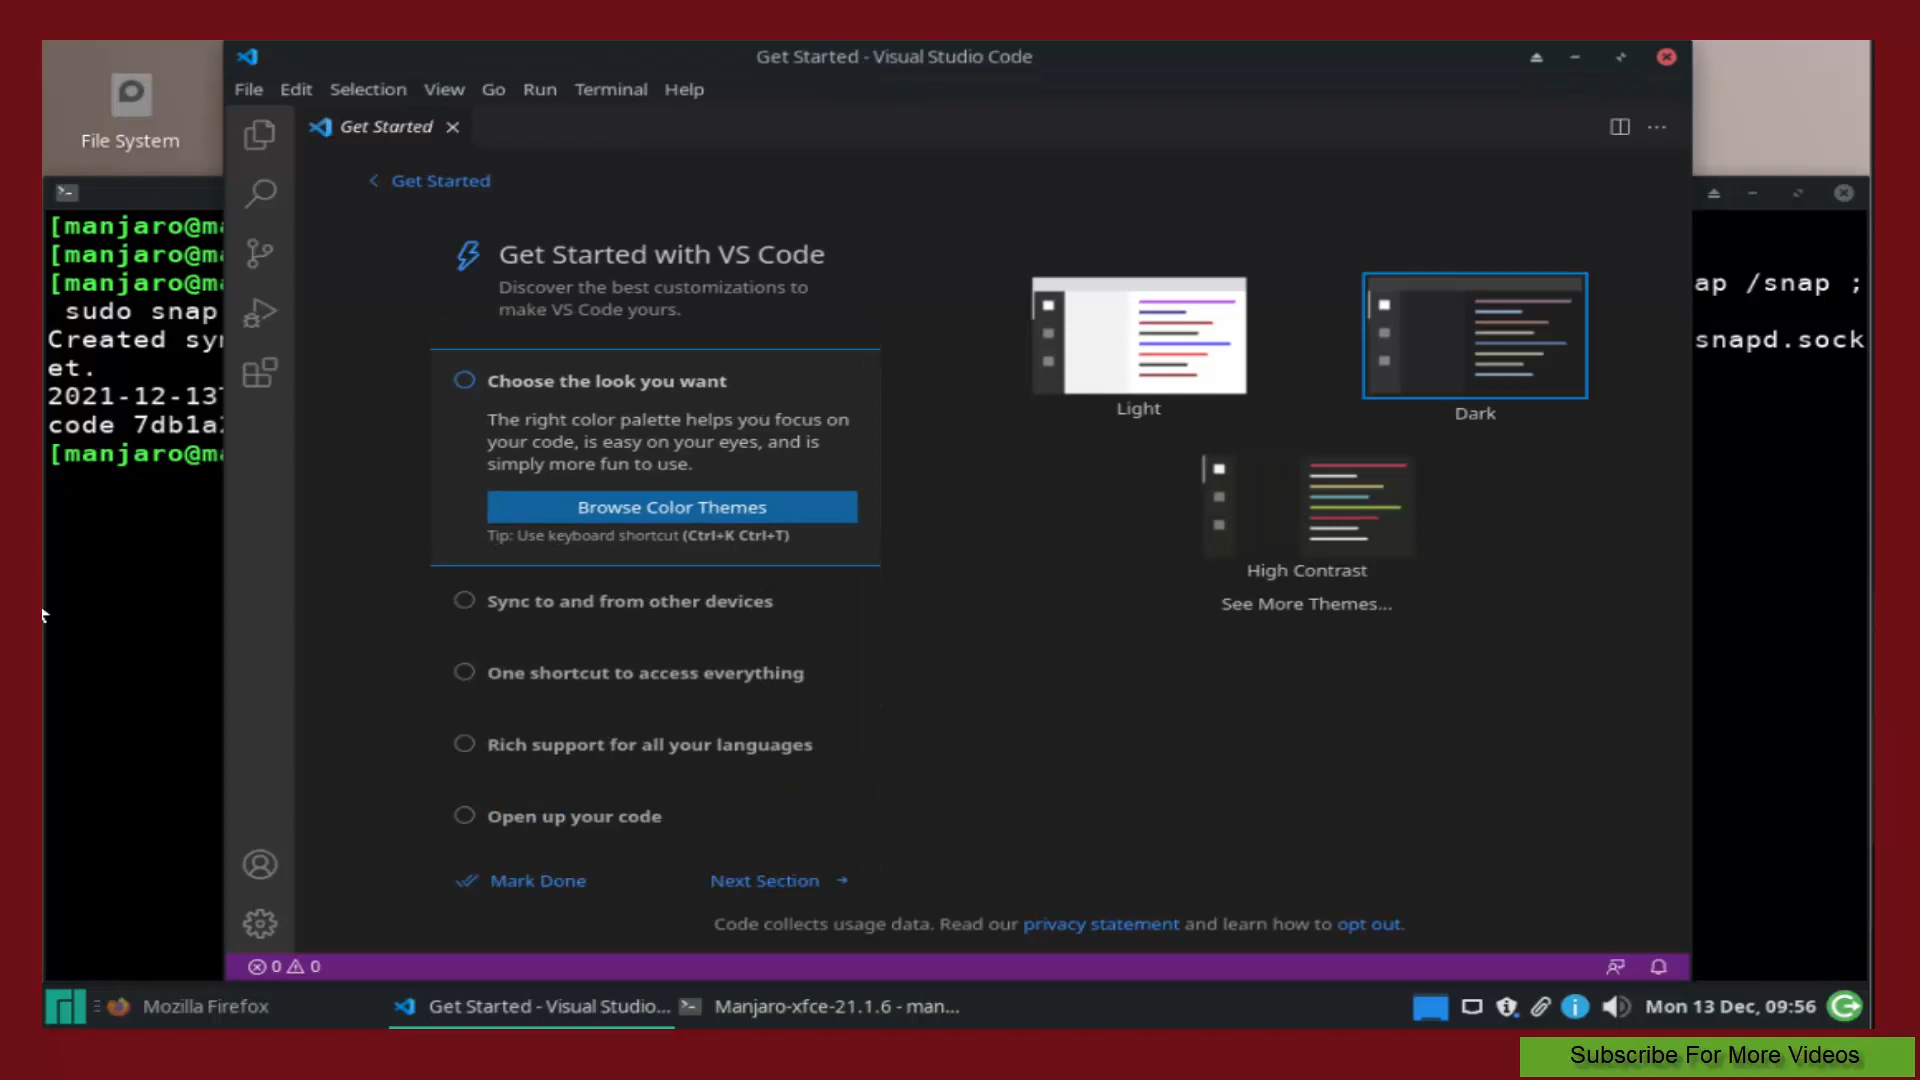 Get Started - Visual Studio Code
File Edit Selection View Go Run Terminal Help
File System
Get Started
Get Started
Get Started with VS Code
Discover the best customizations to
make VS Code yours.
Choose the look you want
The right color palette helps you focus on
your code, is easy on your eyes, and is
simply more fun to use.
Browse Color Themes
Tip: Use keyboard shortcut (Ctrl+K Ctrl+T)
Sync to and from other devices
One shortcut to access everything
Rich support for all your languages
Open up your code
Mark Done
Next Section
Light
Dark
High Contrast
See More Themes...
Code collects usage data. Read our privacy statement and learn how to opt out.
0 0
[manjaro@m
[manjaro@m
[manjaro@m
ap /snap ;
sudo snap
Created
snapd.sock
et.
2021-12-13
code 7db1a
[manjaro@m
Mozilla Firefox
Get Started - Visual Studio...
Manjaro-xfce-21.1.6 - man...
Mon 13 Dec, 09:56
Subscribe For More Videos